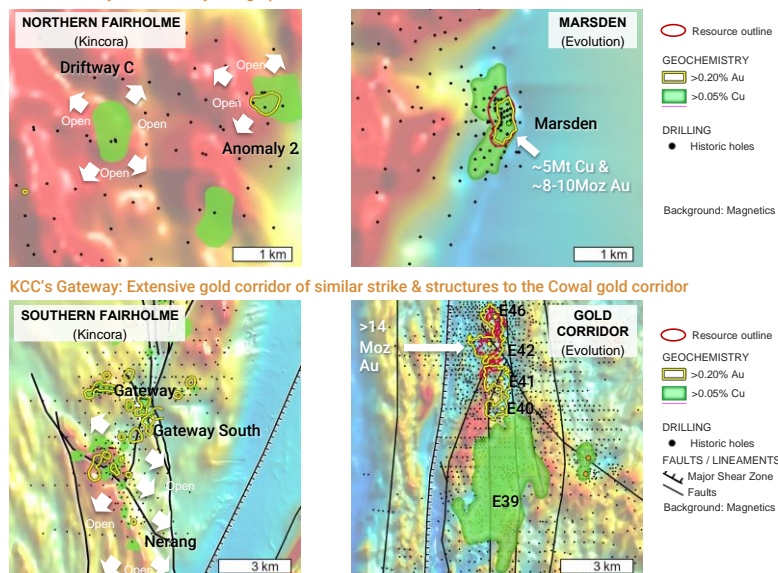 NORTHERN FAIRHOLME
(Kincora)
Driftway C
Open
Open
Open
Open
Anomaly 2
1 km
MARSDEN
(Evolution)
Marsden
~5Mt Cu &
~8-10Moz Au
1 km
Resource outline
GEOCHEMISTRY
>0.20% Au
>0.05% Cu
DRILLING
Historic holes
Background: Magnetics
KCC's Gateway: Extensive gold corridor of similar strike & structures to the Cowal gold corridor
SOUTHERN FAIRHOLME
(Kincora)
Gateway
Gateway South
Open
Open
Nerang
Open
3 km
GOLD
CORRIDOR
(Evolution)
>14
Moz
Au
E46
E42
E41
E40
E39
3 km
Resource outline
GEOCHEMISTRY
>0.20% Au
>0.05% Cu
DRILLING
Historic holes
FAULTS / LINEAMENTS
Major Shear Zone
Faults
Background: Magnetics